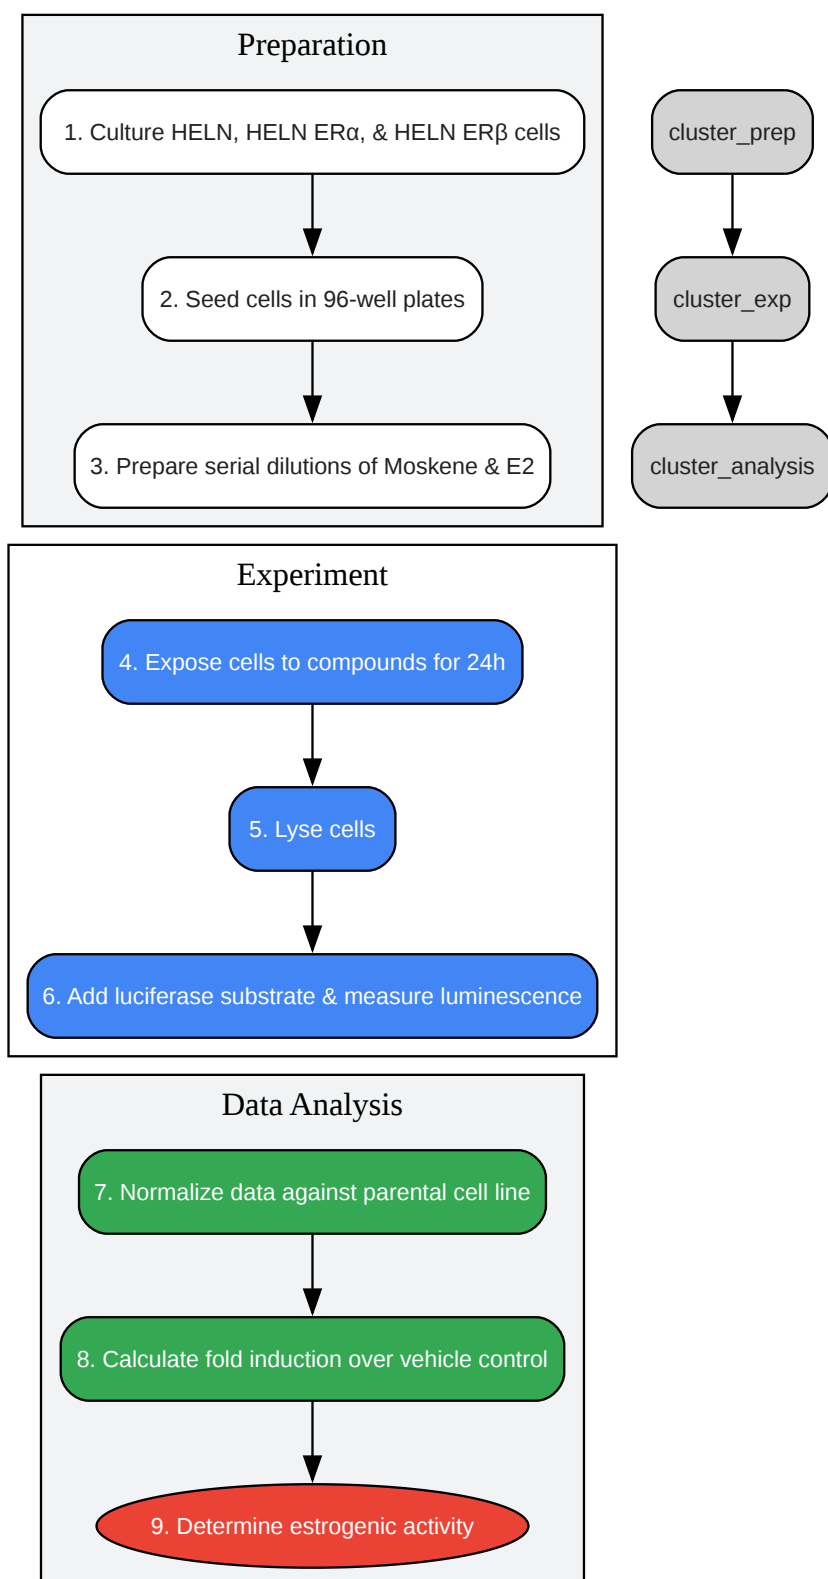 Preparation
1. Culture HELN, HELN ERα, & HELN ERβ cells
2. Seed cells in 96-well plates
3. Prepare serial dilutions of Moskene & E2
cluster_prep
cluster_exp
cluster_analysis
Experiment
4. Expose cells to compounds for 24h
5. Lyse cells
6. Add luciferase substrate & measure luminescence
Data Analysis
7. Normalize data against parental cell line
8. Calculate fold induction over vehicle control
9. Determine estrogenic activity